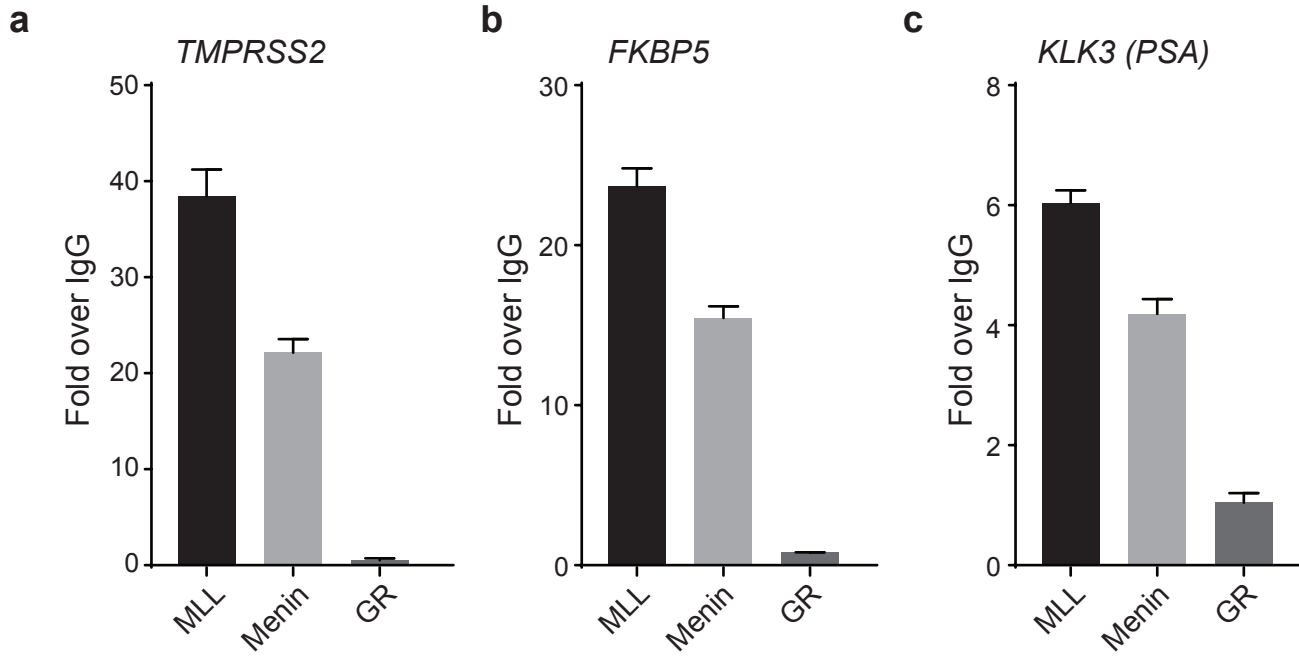 a
TMPRSS2
Fold over IgG
50
40
30
20
10
0
MLL
Menin
GR
b
FKBP5
Fold over IgG
30
20
10
0
MLL
Menin
GR
c
KLK3 (PSA)
Fold over IgG
8
6
4
2
0
MLL
Menin
GR